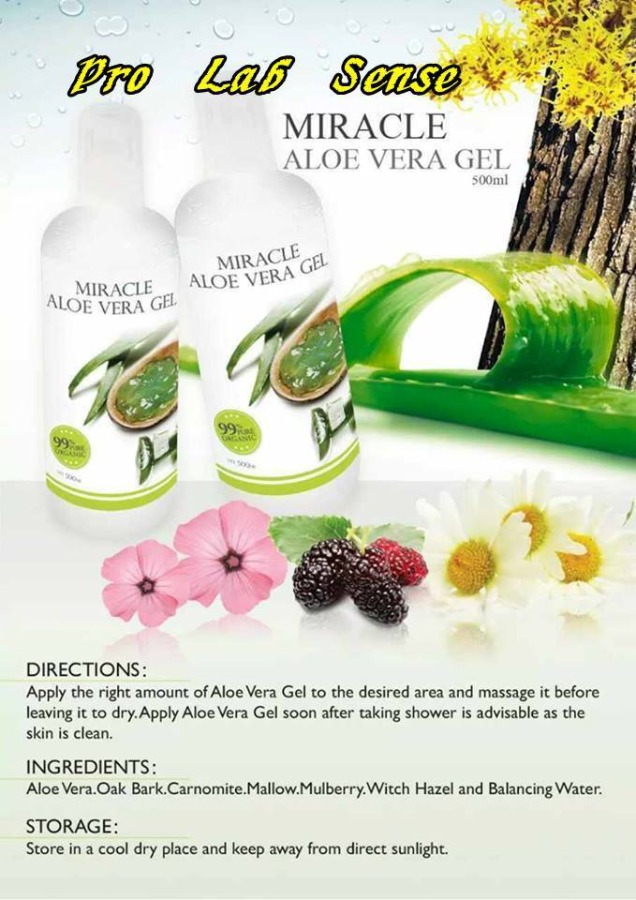 Pro Lab Sense
MIRACLE
ALOE VERA GEL
500ml
MIRACLE
ALOE VERA GEL
99%
PURE
ORGANIC
500ml
MIRACLE
ALOE VERA GEL
99%
PURE
ORGANIC
500ml
DIRECTIONS:
Apply the right amount of Aloe Vera Gel to the desired area and massage it before
leaving it to dry.Apply Aloe Vera Gel soon after taking shower is advisable as the
skin is clean.
INGREDIENTS:
Aloe Vera.Oak Bark.Carnomite.Mallow.Mulberry.Witch Hazel and Balancing Water.
STORAGE:
Store in a cool dry place and keep away from direct sunlight.